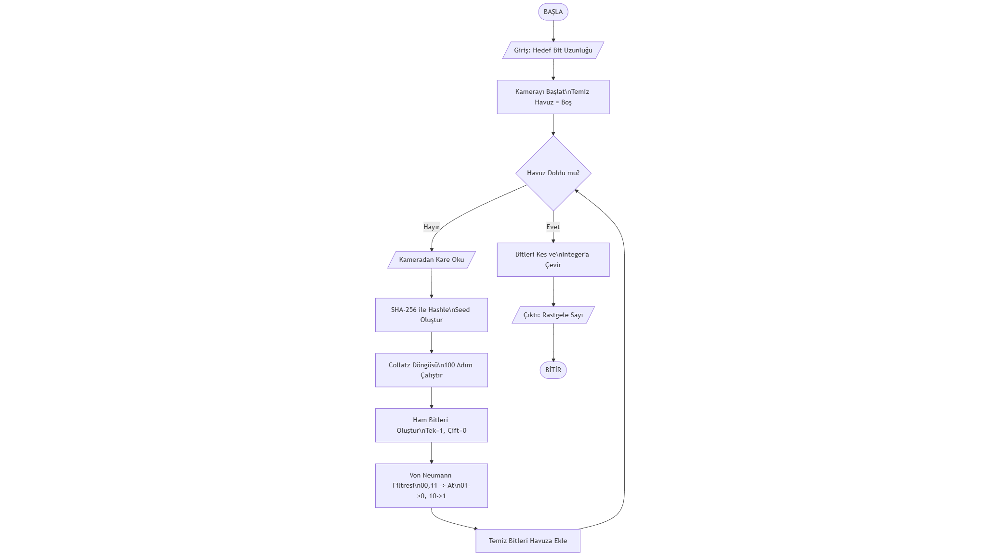 BAŞLA
Giriş: Hedef Bit Uzunluğu
Kamerayı Başlat\nTemiz
Havuz = Boş
Havuz Doldu mu?
Hayır
Evet
Kameradan Kare Oku
SHA-256 ile Hashle\nSeed
Oluştur
Collatz Döngüsü\n100 Adım
Çalıştır
Ham Bitleri
Oluştur\nTek=1, Çift=0
Von Neumann
Filtresi\n00,11 -> At\n01-
>0, 10->1
Temiz Bitleri Havuza Ekle
Bitleri Kes ve\nInteger'a
Çevir
Çıktı: Rastgele Sayı
BİTİR